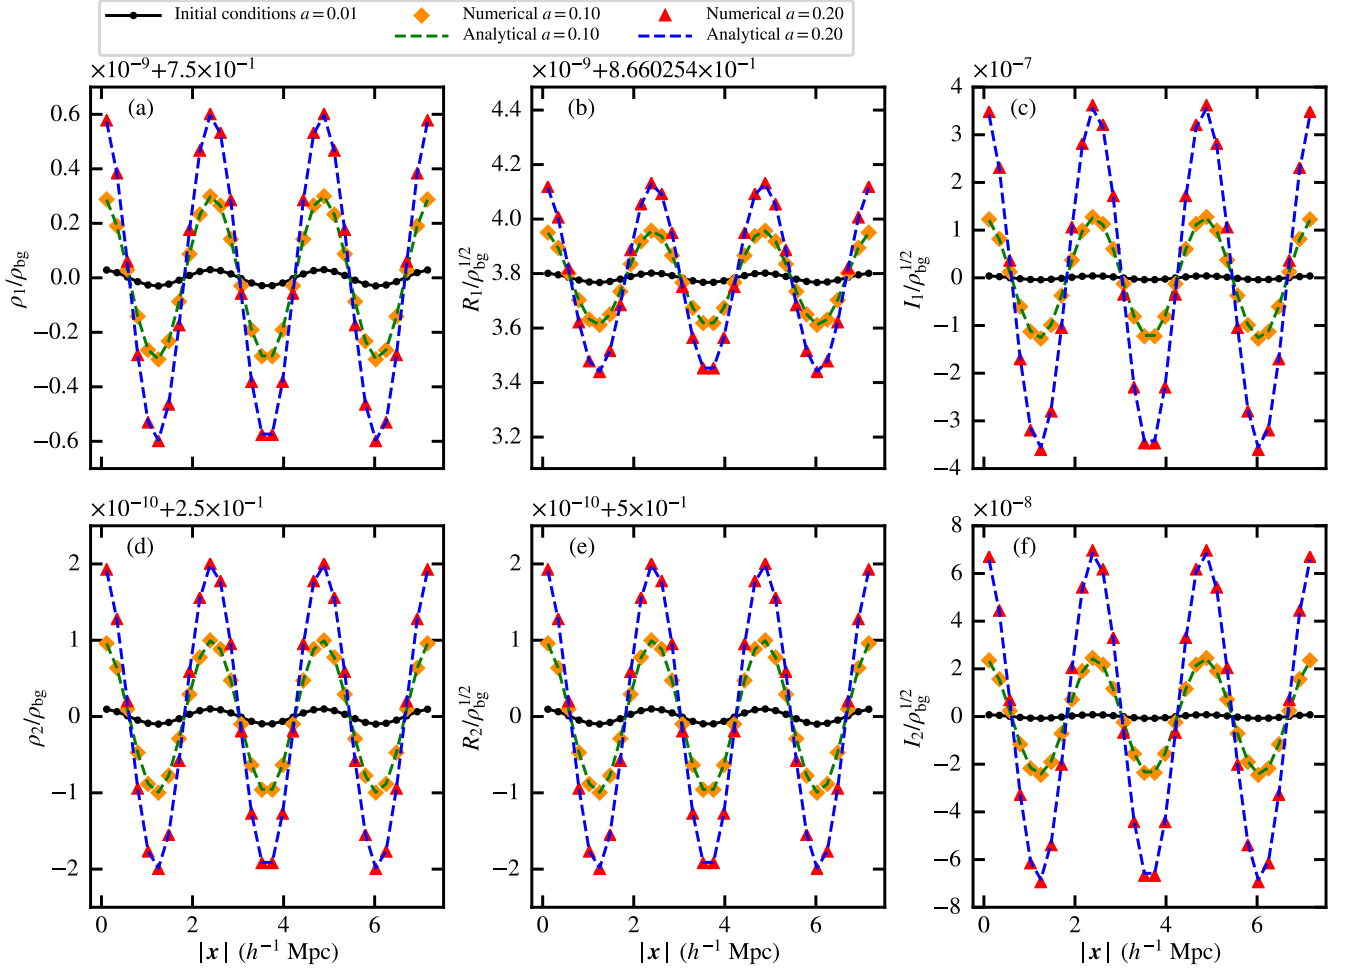 Initial conditions a = 0.01
Numerical a = 0.10
Analytical a = 0.10
Numerical a = 0.20
Analytical a = 0.20
×10⁻⁹+7.5×10⁻¹
(a)
0.6
0.4
0.2
0.0
−0.2
−0.4
−0.6
ρ₁/ρ_bg
×10⁻⁹+8.660254×10⁻¹
(b)
4.4
4.2
4.0
3.8
3.6
3.4
3.2
R₁/ρ_bg^1/2
×10⁻⁷
(c)
4
3
2
1
0
−1
−2
−3
−4
I₁/ρ_bg^1/2
×10⁻¹⁰+2.5×10⁻¹
(d)
2
1
0
−1
−2
ρ₂/ρ_bg
0 2 4 6
|x| (h⁻¹ Mpc)
×10⁻¹⁰+5×10⁻¹
(e)
2
1
0
−1
−2
R₂/ρ_bg^1/2
0 2 4 6
|x| (h⁻¹ Mpc)
×10⁻⁸
(f)
8
6
4
2
0
−2
−4
−6
−8
I₂/ρ_bg^1/2
0 2 4 6
|x| (h⁻¹ Mpc)